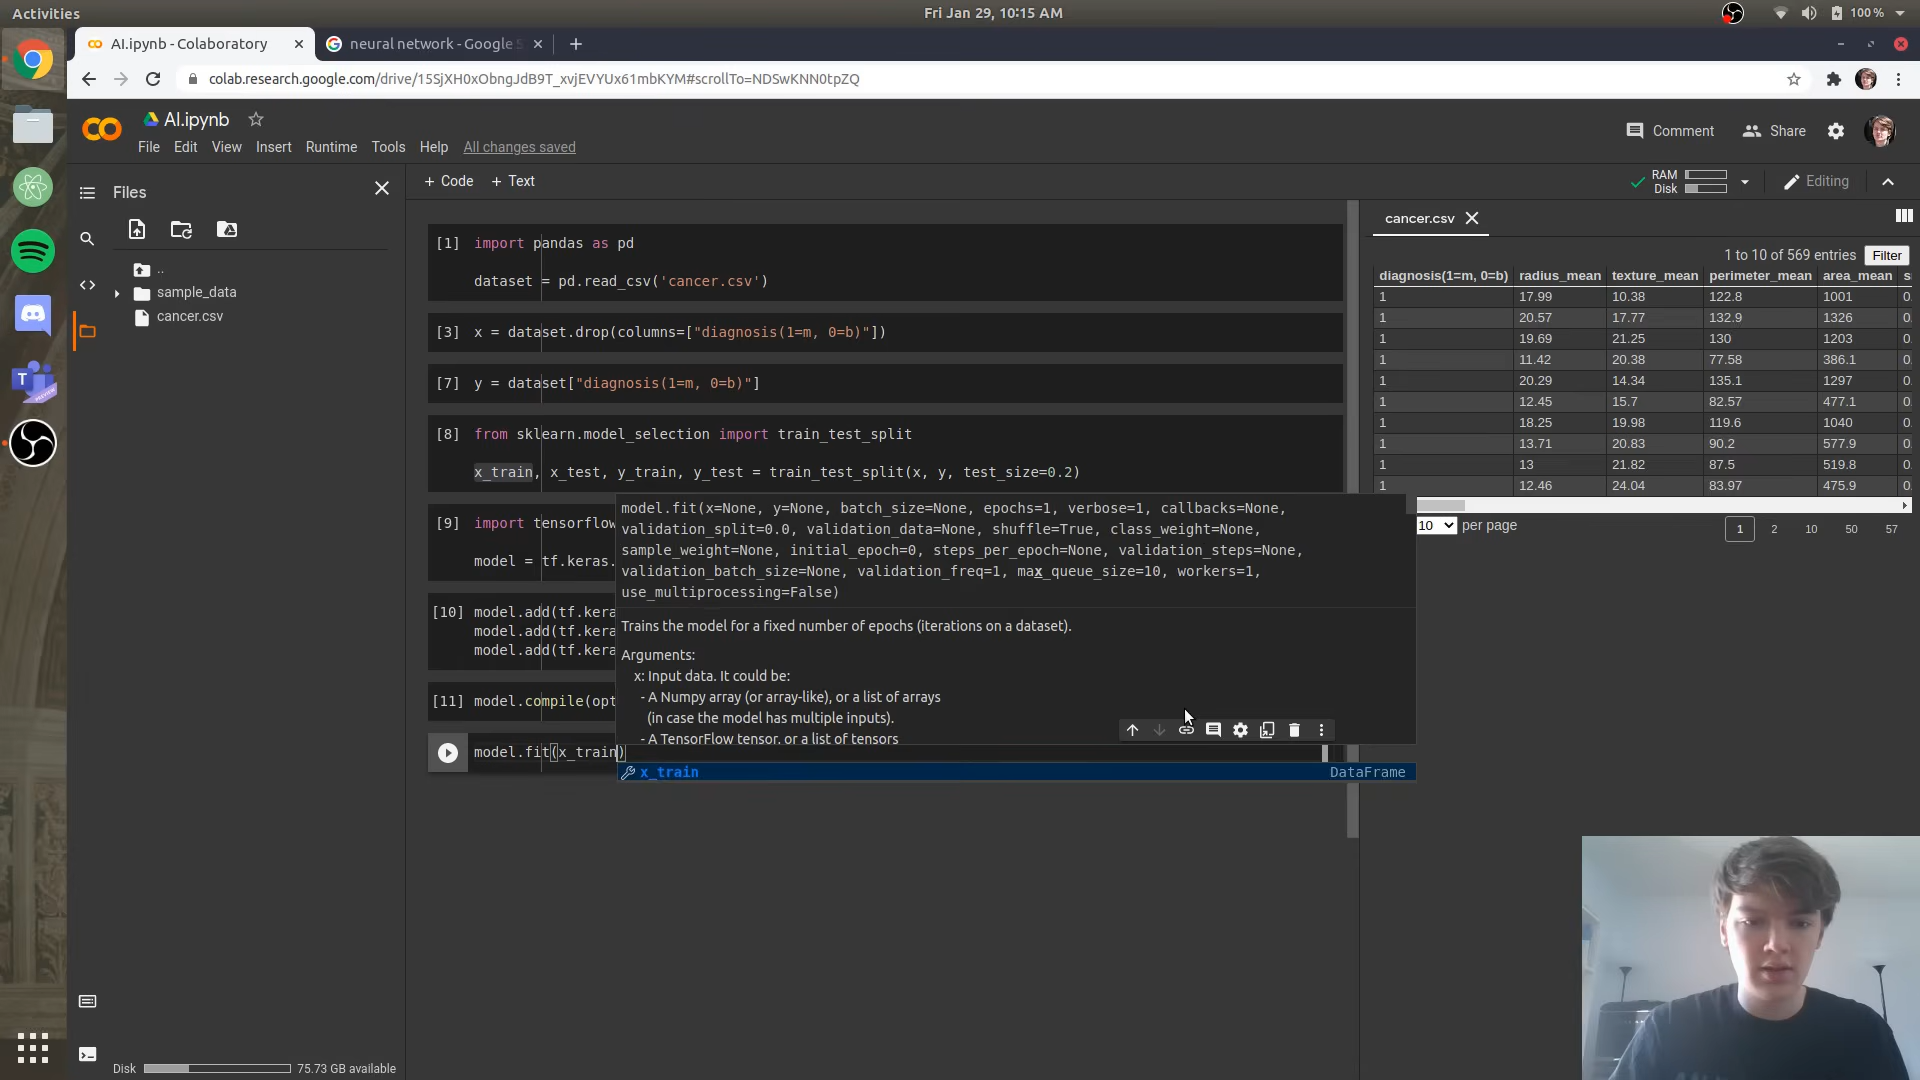 Activities
Fri Jan 29, 10:15 AM
100 %
AI.ipynb - Colaboratory
neural network - Google S
colab.research.google.com/drive/15SjXH0xObngJdB9T_xvjEVYUx61mbKYM#scrollTo=NDSwKNN0tpZQ
AI.ipynb
Comment
Share
File Edit View Insert Runtime Tools Help All changes saved
Files
+ Code + Text
RAM
Disk
Editing
..
sample_data
cancer.csv
[1] import pandas as pd
dataset = pd.read_csv('cancer.csv')
[3] x = dataset.drop(columns=["diagnosis(1=m, 0=b)"])
[7] y = dataset["diagnosis(1=m, 0=b)"]
[8] from sklearn.model_selection import train_test_split
x_train, x_test, y_train, y_test = train_test_split(x, y, test_size=0.2)
[9] import tensorflow
model = tf.keras.
[10] model.add(tf.kera
model.add(tf.kera
model.add(tf.kera
[11] model.compile(opt
model.fit(x_train)
model.fit(x=None, y=None, batch_size=None, epochs=1, verbose=1, callbacks=None,
validation_split=0.0, validation_data=None, shuffle=True, class_weight=None,
sample_weight=None, initial_epoch=0, steps_per_epoch=None, validation_steps=None,
validation_batch_size=None, validation_freq=1, max_queue_size=10, workers=1,
use_multiprocessing=False)
Trains the model for a fixed number of epochs (iterations on a dataset).
Arguments:
x: Input data. It could be:
- A Numpy array (or array-like), or a list of arrays
(in case the model has multiple inputs).
- A TensorFlow tensor, or a list of tensors
x_train DataFrame
cancer.csv
1 to 10 of 569 entries Filter
diagnosis(1=m, 0=b) radius_mean texture_mean perimeter_mean area_mean s
1 17.99 10.38 122.8 1001 0.
1 20.57 17.77 132.9 1326 0.
1 19.69 21.25 130 1203 0.
1 11.42 20.38 77.58 386.1 0.
1 20.29 14.34 135.1 1297 0.
1 12.45 15.7 82.57 477.1 0.
1 18.25 19.98 119.6 1040 0.
1 13.71 20.83 90.2 577.9 0.
1 13 21.82 87.5 519.8 0.
1 12.46 24.04 83.97 475.9 0.
10 per page 1 2 10 50 57
Disk 75.73 GB available